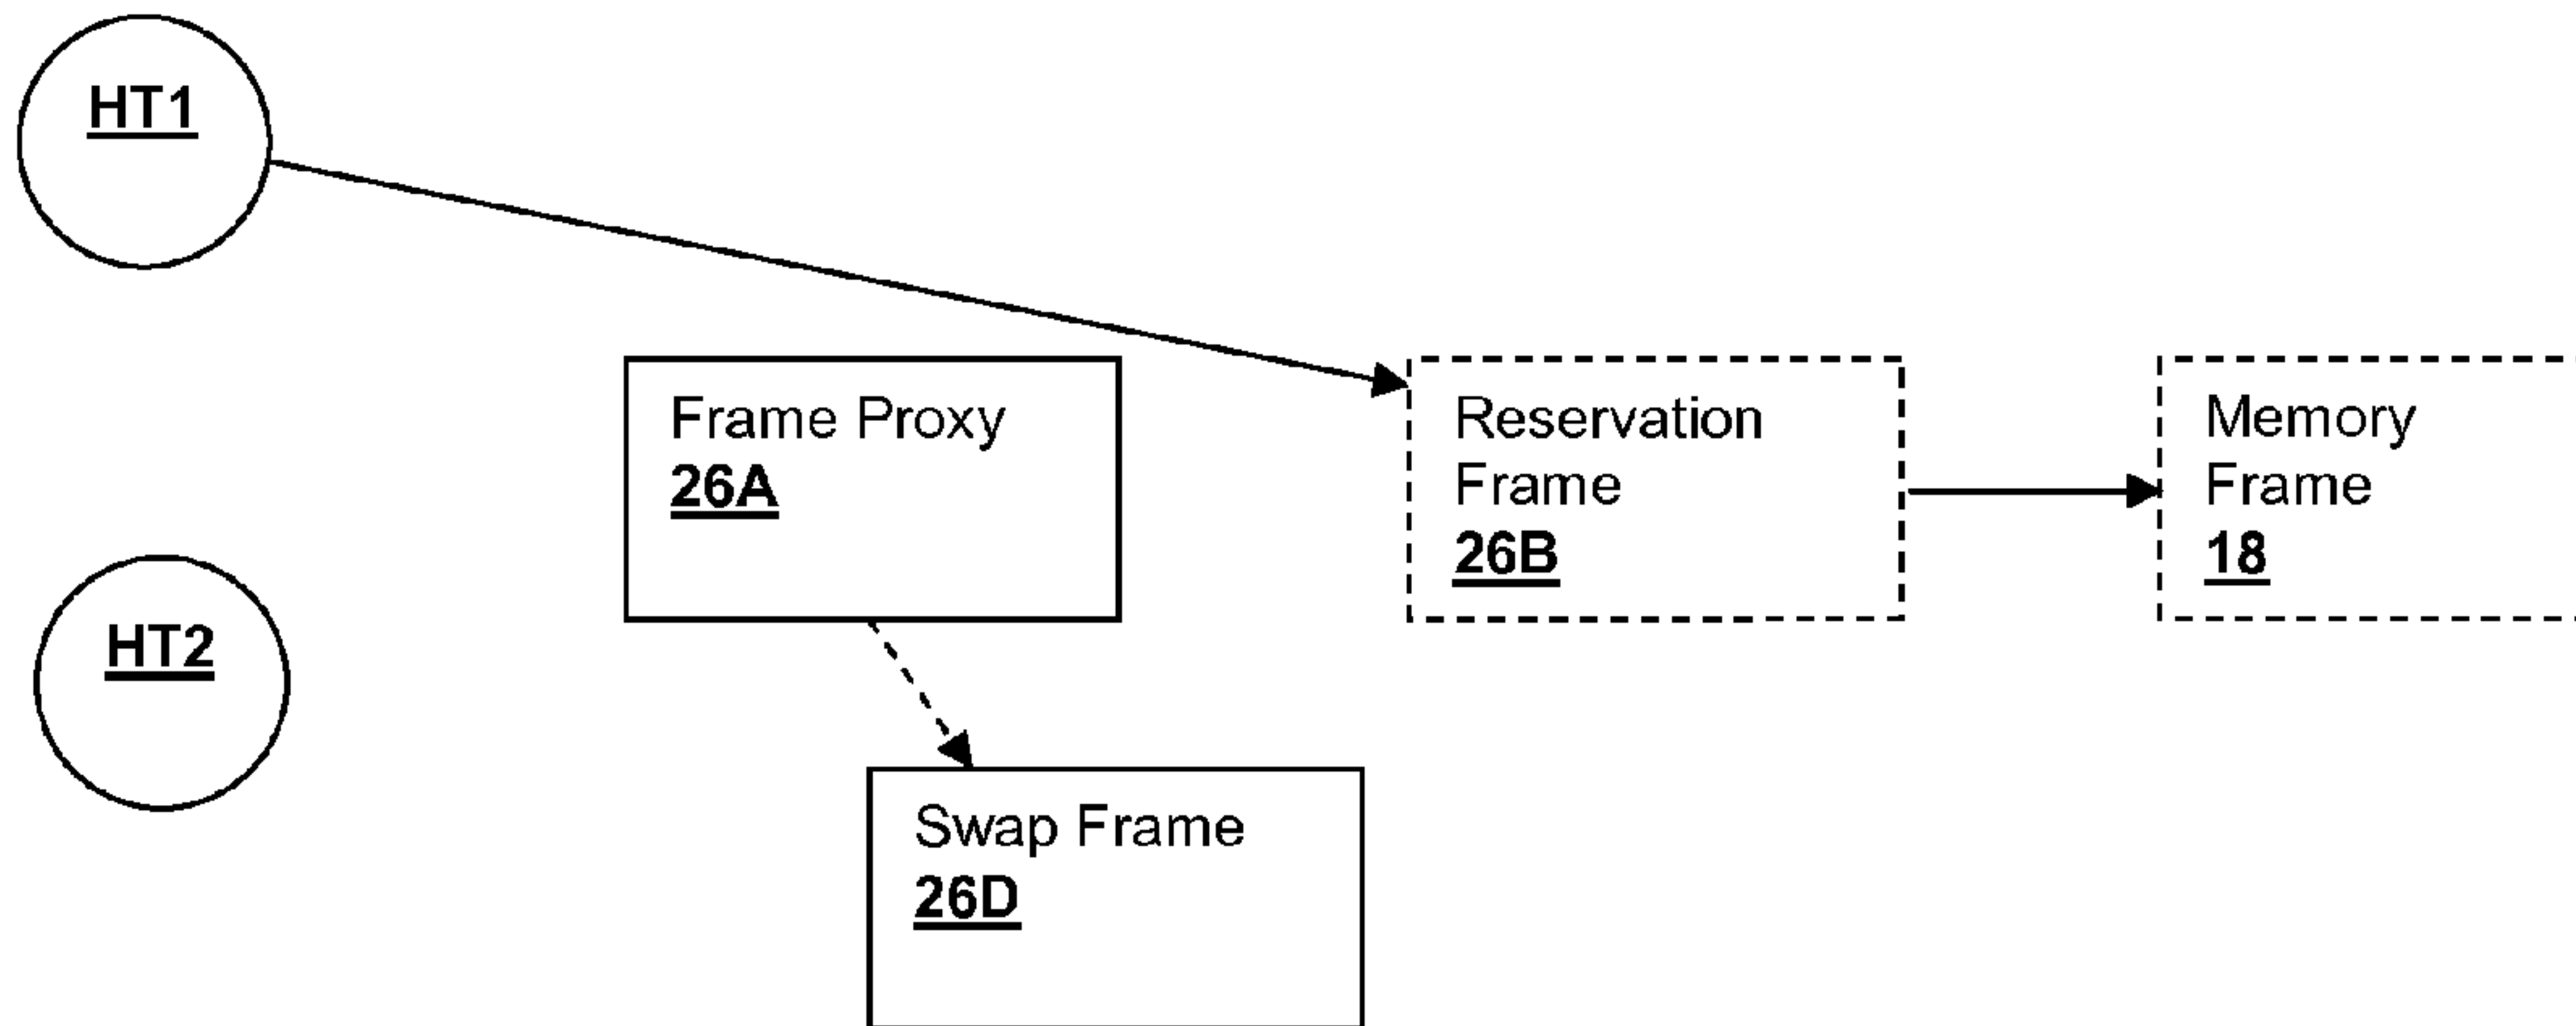 HT1
Frame Proxy
26A
Reservation
Frame
26B
Memory
Frame
18
HT2
Swap Frame
26D